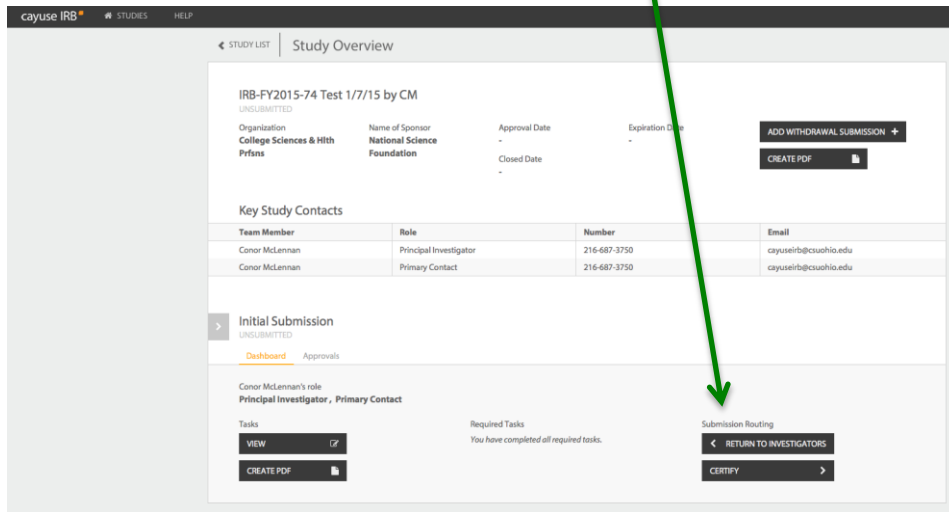 cayuse IRB STUDIES HELP
STUDY LIST Study Overview
IRB-FY2015-74 Test 1/7/15 by CM
UNSUBMITTED
Organization Name of Sponsor Approval Date Expiration Date
College Sciences & Hlth National Science - - ADD WITHDRAWAL SUBMISSION +
Prfsns Foundation Closed Date CREATE PDF
-
Key Study Contacts
Team Member Role Number Email
Conor McLennan Principal Investigator 216-687-3750 cayuseirb@csuohio.edu
Conor McLennan Primary Contact 216-687-3750 cayuseirb@csuohio.edu
Initial Submission
UNSUBMITTED
Dashboard Approvals
Conor McLennan's role
Principal Investigator , Primary Contact
Tasks Required Tasks Submission Routing
VIEW You have completed all required tasks. < RETURN TO INVESTIGATORS
CREATE PDF CERTIFY >